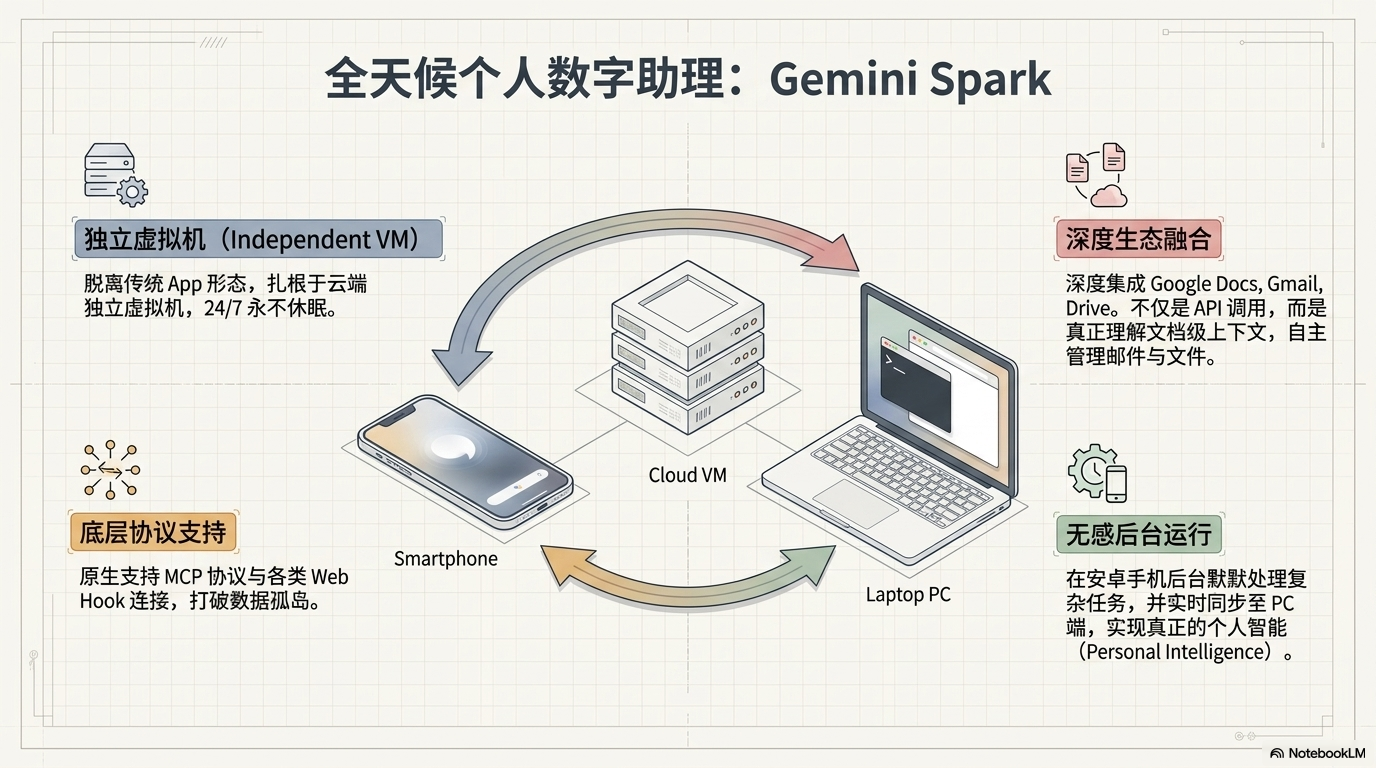 全天候个人数字助理：Gemini Spark
独立虚拟机（Independent VM）
脱离传统 App 形态，扎根于云端
独立虚拟机，24/7 永不休眠。
底层协议支持
原生支持 MCP 协议与各类 Web
Hook 连接，打破数据孤岛。
Cloud VM
Smartphone
Laptop PC
深度生态融合
深度集成 Google Docs, Gmail,
Drive。不仅是 API 调用，而是
真正理解文档级上下文，自主
管理邮件与文件。
无感后台运行
在安卓手机后台默默处理复
杂任务，并实时同步至 PC
端，实现真正的个人智能
（Personal Intelligence）。
NotebookLM